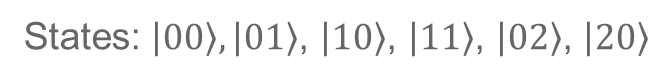 States: |00⟩, |01⟩, |10⟩, |11⟩, |02⟩, |20⟩